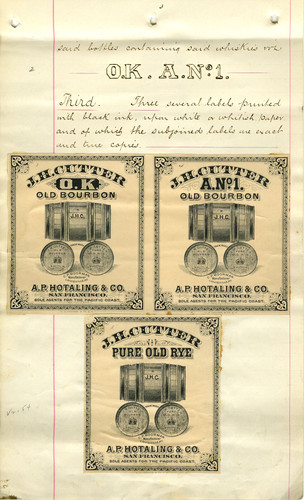 said bottles containing said whiskies viz
2
O.K. A.Nº1.
Third. Three several labels printed
with black ink, upon white or whitish paper
and of which the subjoined labels are exact
and true copies.
J.H. CUTTER
O.K.
OLD BOURBON
J.H.C.
A.P. HOTALING & CO.
SAN FRANCISCO.
SOLE AGENTS FOR THE PACIFIC COAST.
J.H. CUTTER
A.Nº1.
OLD BOURBON
J.H.C.
A.P. HOTALING & CO.
SAN FRANCISCO.
SOLE AGENTS FOR THE PACIFIC COAST.
J.H. CUTTER
PURE OLD RYE
J.H.C.
A.P. HOTALING & CO.
SAN FRANCISCO.
SOLE AGENTS FOR THE PACIFIC COAST.